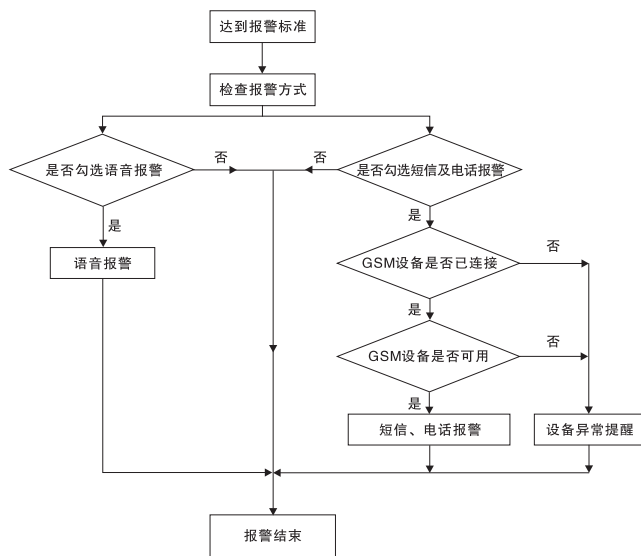 达到报警标准
检查报警方式
是否勾选语音报警
否
否
是否勾选短信及电话报警
是
是
语音报警
GSM设备是否已连接
否
是
GSM设备是否可用
否
是
短信、电话报警
设备异常提醒
报警结束